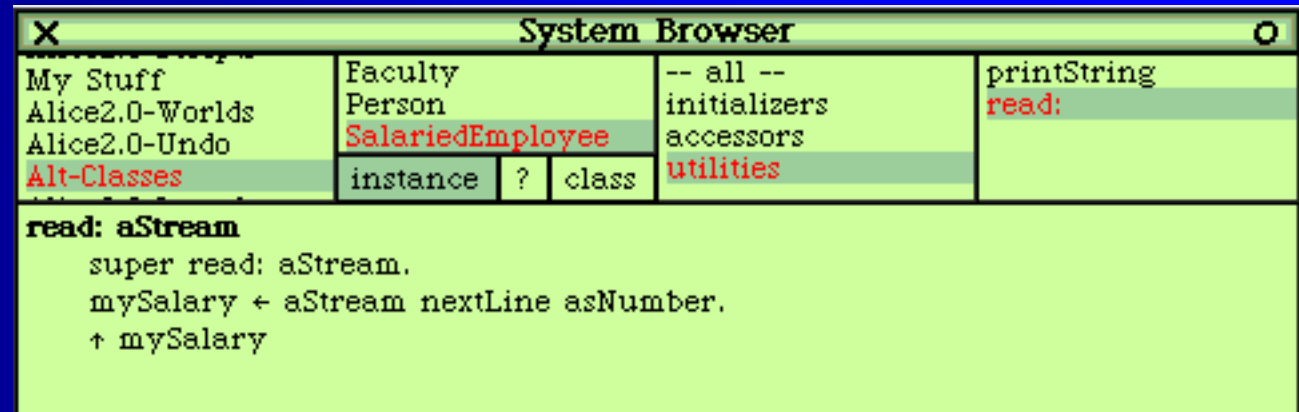 X System Browser O
My Stuff
Alice2.0-Worlds
Alice2.0-Undo
Alt-Classes
Faculty
Person
SalariedEmployee
instance ? class
-- all --
initializers
accessors
utilities
printString
read:
read: aStream
super read: aStream.
mySalary ← aStream nextLine asNumber.
↑ mySalary